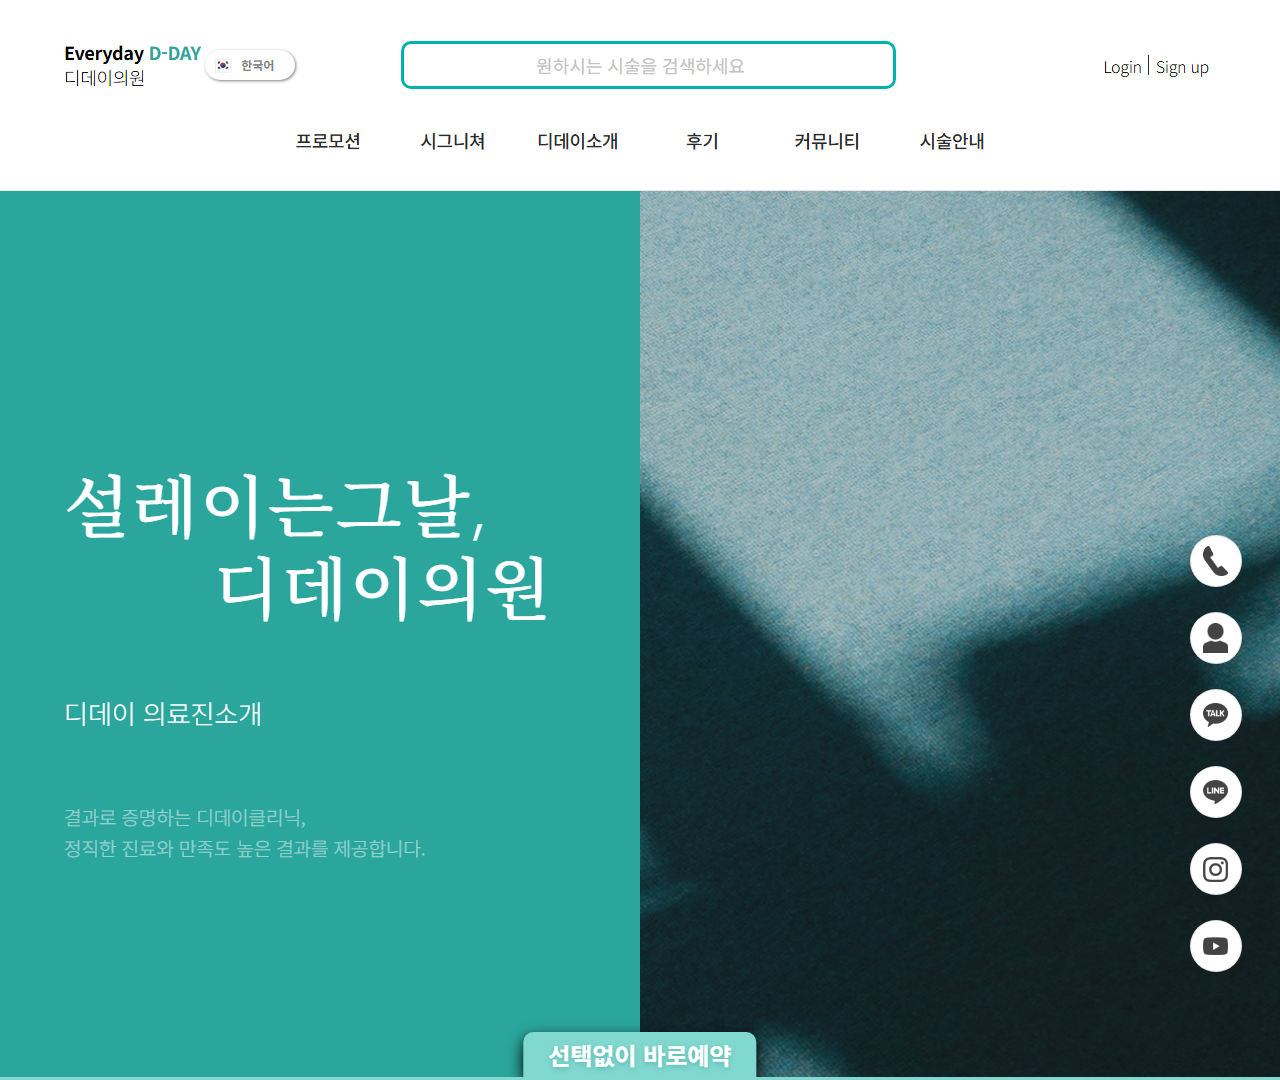 Everyday D-DAY
디데이의원
한국어
원하시는 시술을 검색하세요
Login | Sign up
프로모션 시그니쳐 디데이소개 후기 커뮤니티 시술안내
설레이는그날,
디데이의원
디데이 의료진소개
결과로 증명하는 디데이클리닉,
정직한 진료와 만족도 높은 결과를 제공합니다.
TALK
LINE
선택없이 바로예약